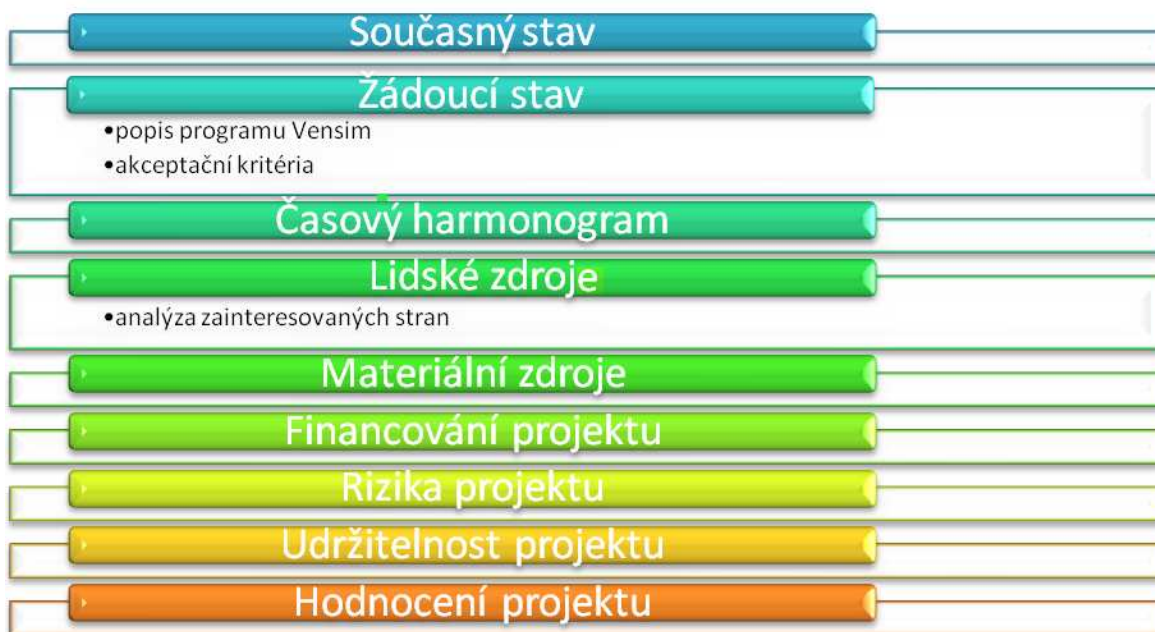 Současný stav
Žádoucí stav
•popis programu Vensim
•akceptační kritéria
Časový harmonogram
Lidské zdroje
•analýza zainteresovaných stran
Materiální zdroje
Financování projektu
Rizika projektu
Udržitelnost projektu
Hodnocení projektu